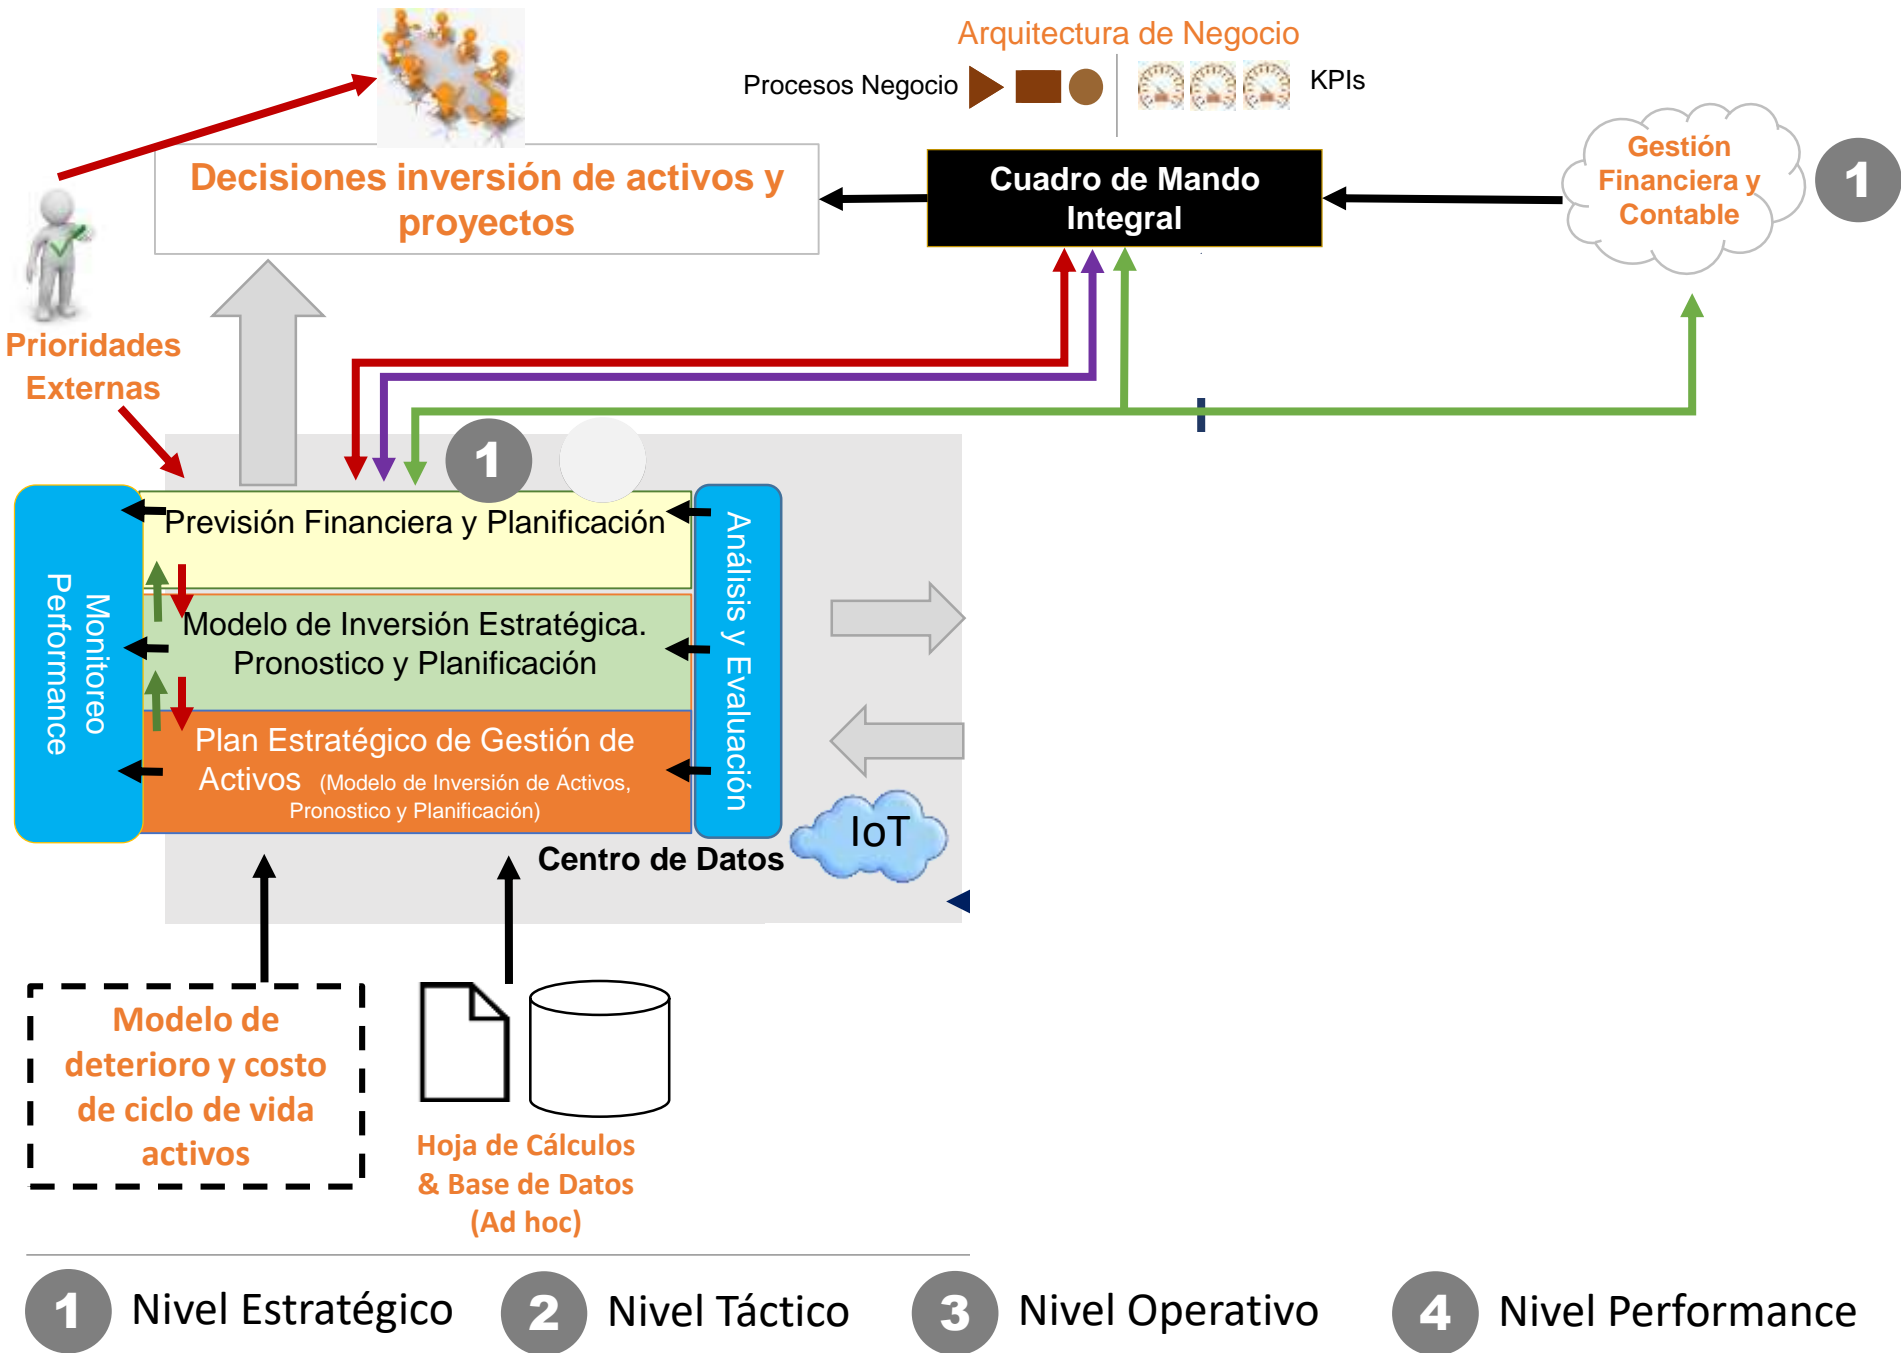 Arquitectura de Negocio
Procesos Negocio
KPIs
Decisiones inversión de activos y
proyectos
Cuadro de Mando
Integral
Gestión
Financiera y
Contable
1
Prioridades
Externas
1
Previsión Financiera y Planificación
Modelo de Inversión Estratégica.
Pronostico y Planificación
Plan Estratégico de Gestión de
Activos (Modelo de Inversión de Activos,
Pronostico y Planificación)
Monitoreo
Performance
Análisis y Evaluación
IoT
Centro de Datos
Modelo de
deterioro y costo
de ciclo de vida
activos
Hoja de Cálculos
& Base de Datos
(Ad hoc)
1 Nivel Estratégico
2 Nivel Táctico
3 Nivel Operativo
4 Nivel Performance